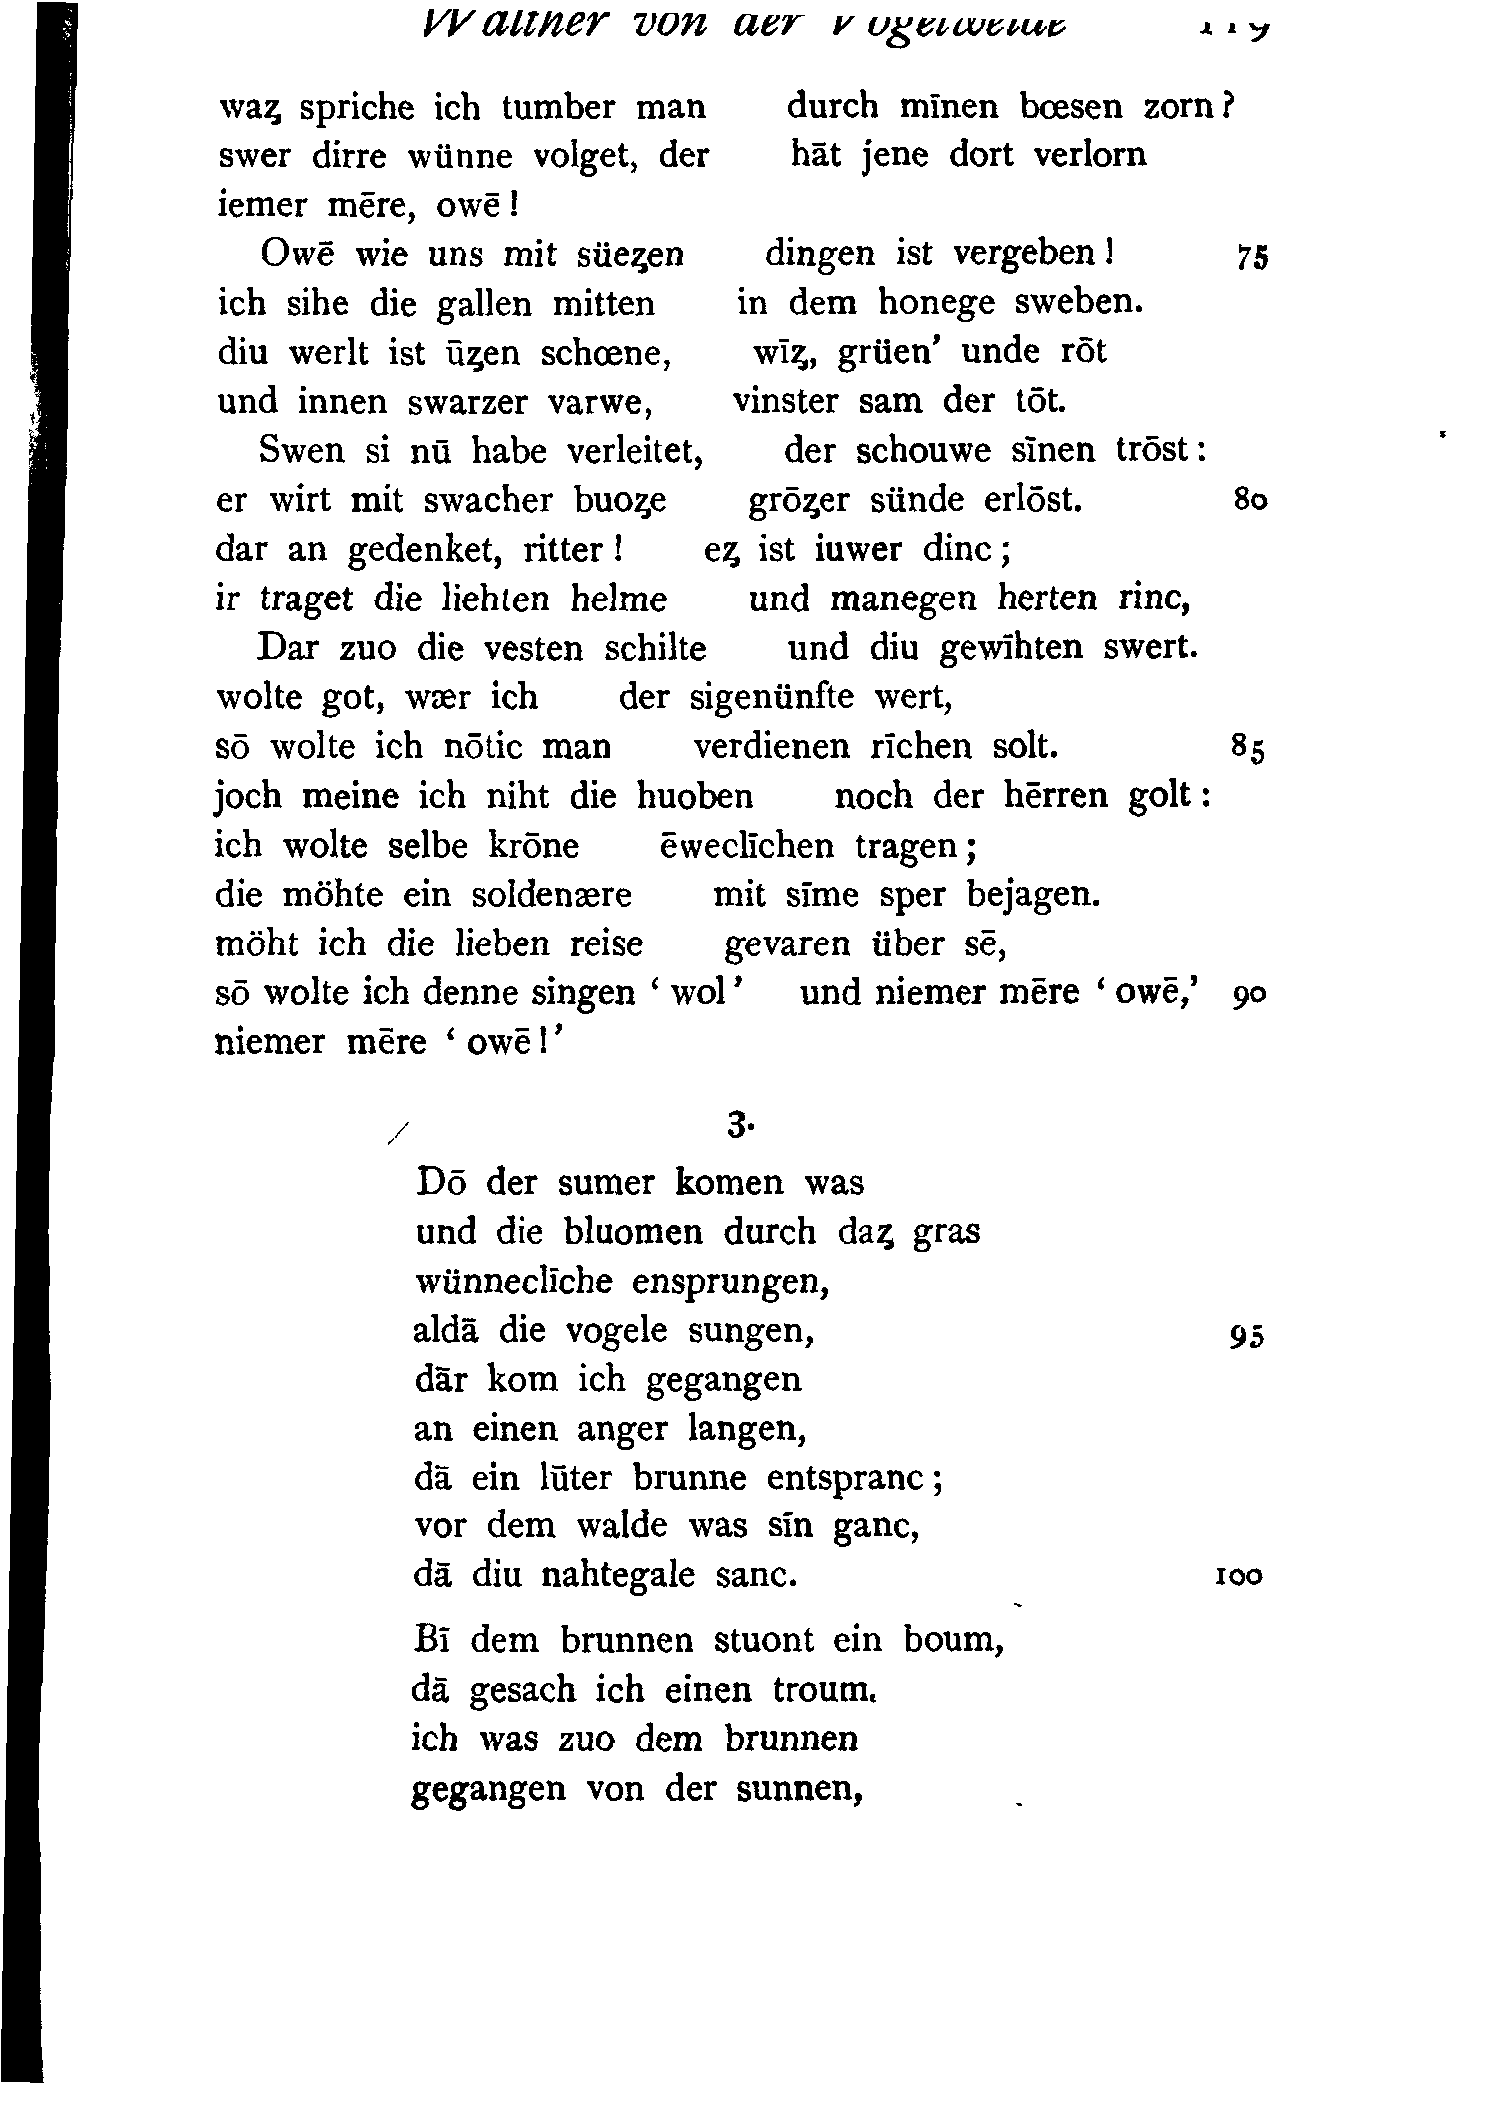 Walther von der Vogelweide 119
waȥ spriche ich tumber man durch mīnen bœsen zorn?
swer dirre wünne volget, der hāt jene dort verlorn
iemer mēre, owē!
Owē wie uns mit süeȥen dingen ist vergeben! 75
ich sihe die gallen mitten in dem honege sweben.
diu werlt ist ūȥen schœne, wīȥ, grüen' unde rōt
und innen swarzer varwe, vinster sam der tōt.
Swen si nū habe verleitet, der schouwe sīnen trōst:
er wirt mit swacher buoȥe grōȥer sünde erlōst. 80
dar an gedenket, ritter! eȥ ist iuwer dinc;
ir traget die liehten helme und manegen herten rinc,
Dar zuo die vesten schilte und diu gewīhten swert.
wolte got, wær ich der sigenünfte wert,
sō wolte ich nōtic man verdienen rīchen solt. 85
joch meine ich niht die huoben noch der hērren golt:
ich wolte selbe krōne ēweclīchen tragen;
die möhte ein soldenære mit sīme sper bejagen.
möht ich die lieben reise gevaren über sē,
sō wolte ich denne singen ‘ wol’ und niemer mēre ‘ owē,’ 90
niemer mēre ‘ owē!’
3.
Dō der sumer komen was
und die bluomen durch daȥ gras
wünneclīche ensprungen,
aldā die vogele sungen, 95
dār kom ich gegangen
an einen anger langen,
dā ein lūter brunne entspranc;
vor dem walde was sīn ganc,
dā diu nahtegale sanc. 100
Bī dem brunnen stuont ein boum,
dā gesach ich einen troum.
ich was zuo dem brunnen
gegangen von der sunnen,